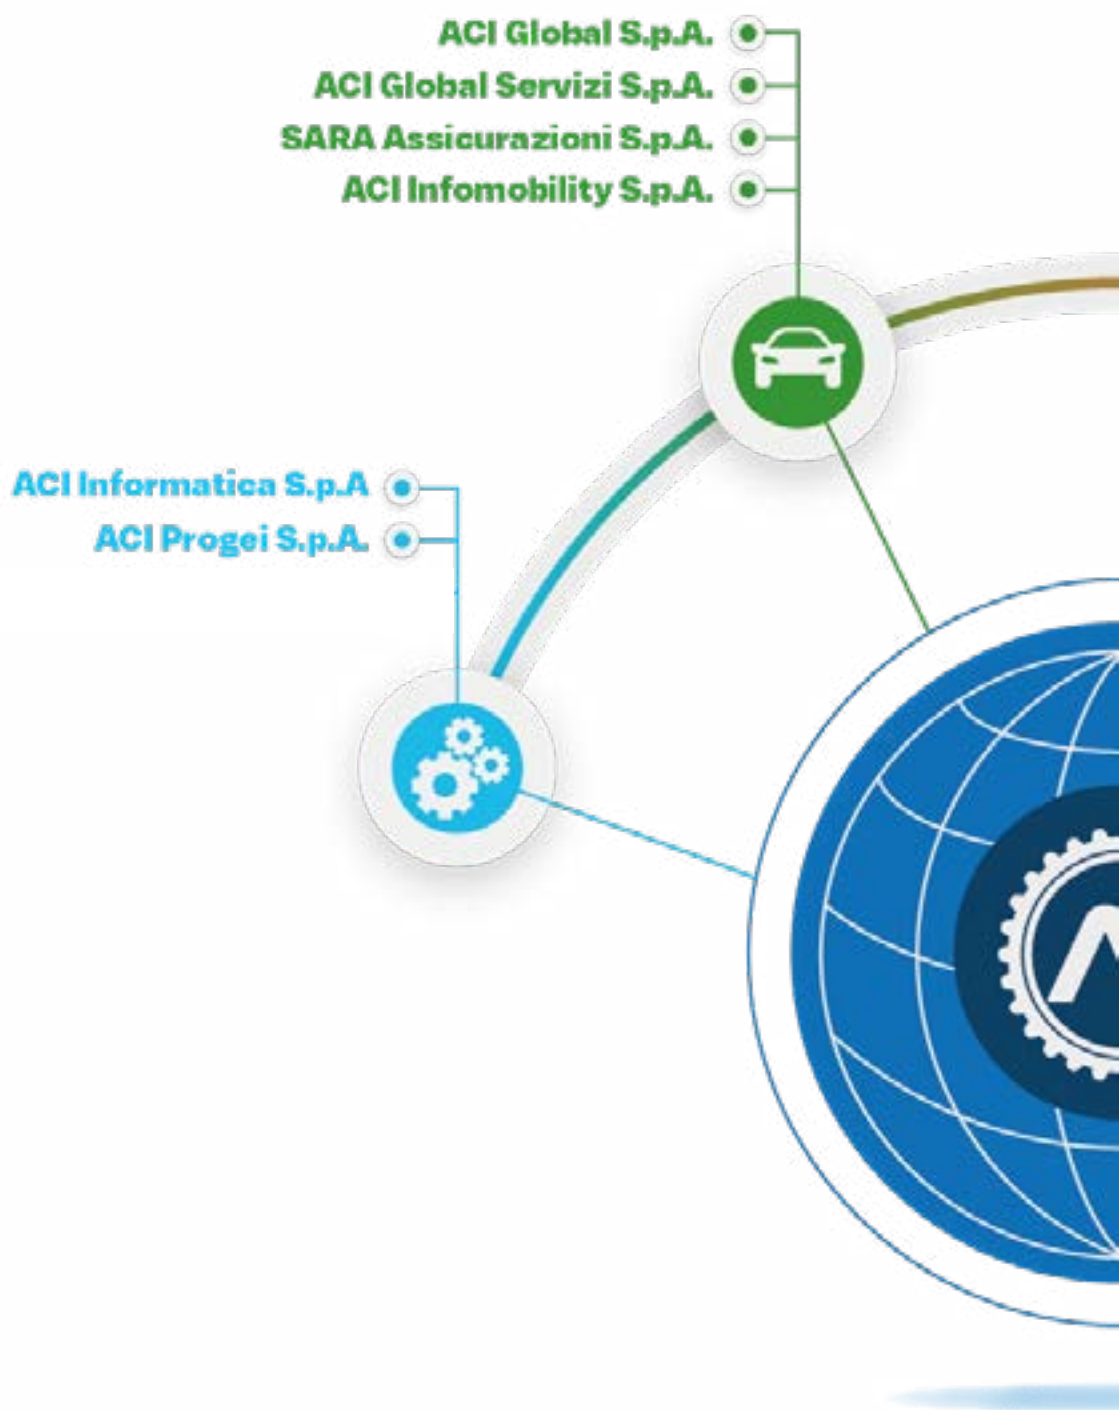 ACI Global S.p.A.
ACI Global Servizi S.p.A.
SARA Assicurazioni S.p.A.
ACI Infomobility S.p.A.
ACI Informatica S.p.A
ACI Progei S.p.A.